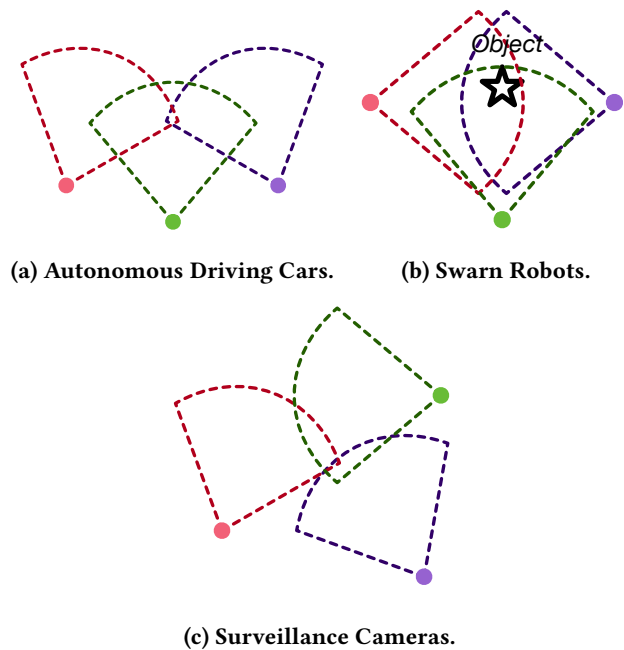 Object
(a) Autonomous Driving Cars.
(b) Swarn Robots.
(c) Surveillance Cameras.